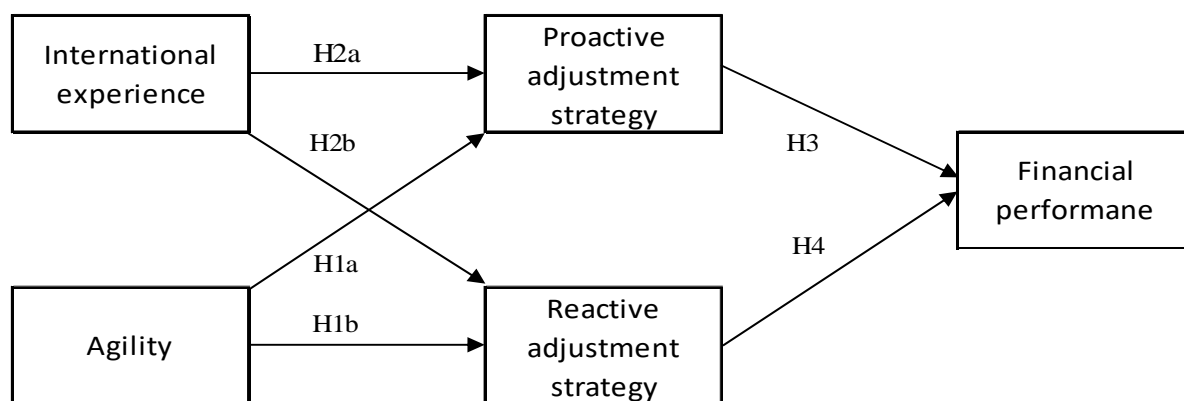 International
experience
H2a
Proactive
adjustment
strategy
H2b
H3
Financial
performane
H1a
H4
Agility
H1b
Reactive
adjustment
strategy